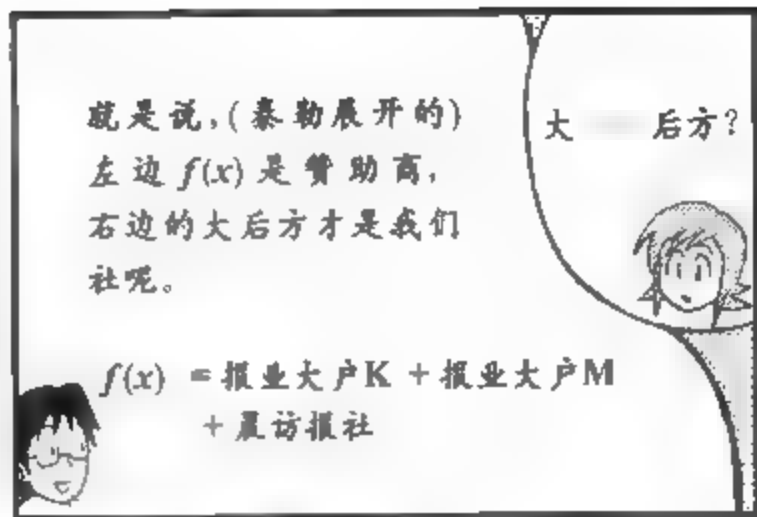 就是说,(泰勒展开的)
左边 f(x) 是赞助商,
右边的大后方才是我们
社呢。
大 后方?
f(x) =报业大户K +报业大户M
+晨访报社